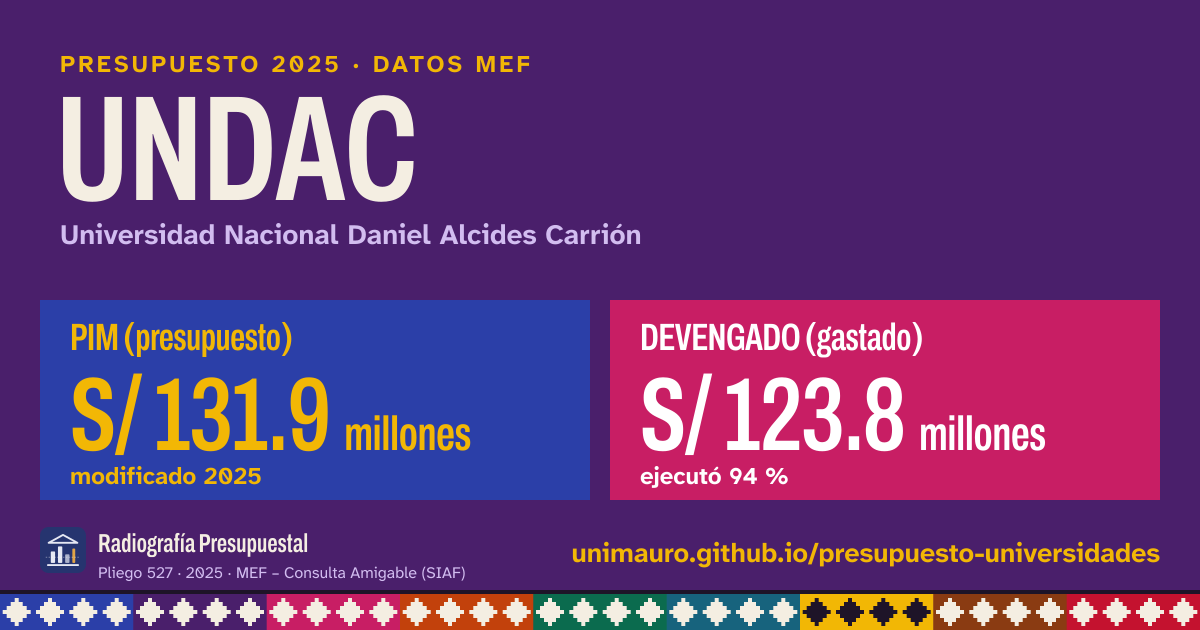 PRESUPUESTO 2025 · DATOS MEF
UNDAC
Universidad Nacional Daniel Alcides Carrión
PIM (presupuesto)
S/ 131.9 millones
modificado 2025
DEVENGADO (gastado)
S/ 123.8 millones
ejecutó 94 %
Radiografía Presupuestal
Pliego 527 · 2025 · MEF – Consulta Amigable (SIAF)
unimauro.github.io/presupuesto-universidades